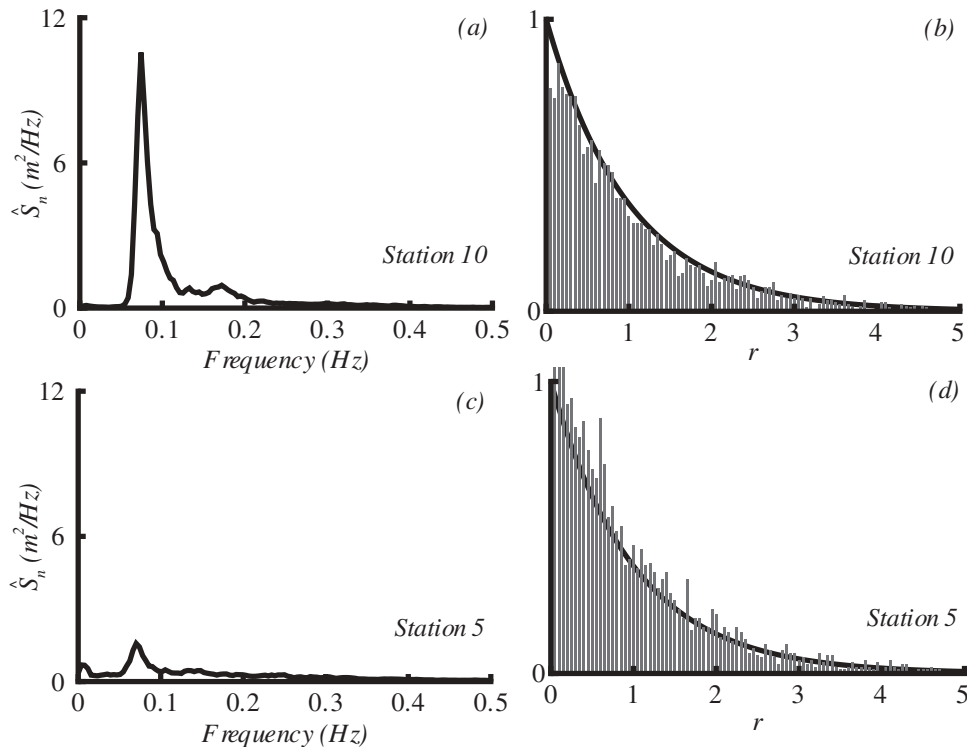 12
6
0
Ŝn (m²/Hz)
(a)
Station 10
0 0.1 0.2 0.3 0.4 0.5
Frequency (Hz)
1
0
(b)
Station 10
0 1 2 3 4 5
r
12
6
0
Ŝn (m²/Hz)
(c)
Station 5
0 0.1 0.2 0.3 0.4 0.5
Frequency (Hz)
1
0
(d)
Station 5
0 1 2 3 4 5
r